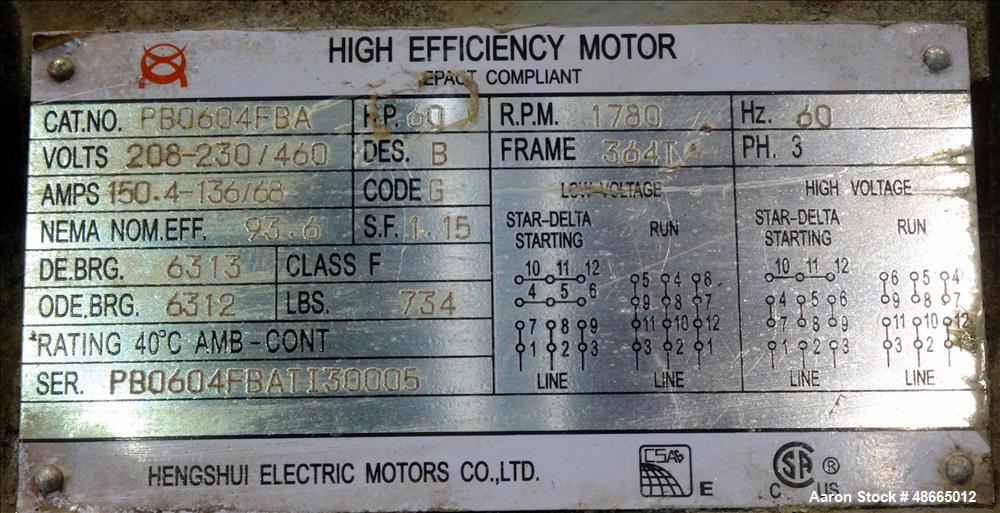 HIGH EFFICIENCY MOTOR
EPACT COMPLIANT
CAT.NO. PB0604FBA H.P. 60 R.P.M. 1780 Hz. 60
VOLTS 208-230/460 DES. B FRAME 364T PH. 3
AMPS 150.4-136/68 CODE G LOW VOLTAGE HIGH VOLTAGE
NEMA NOM.EFF. 93.6 S.F. 1.15 STAR-DELTA STARTING RUN STAR-DELTA STARTING RUN
DE.BRG. 6313 CLASS F 10 11 12 5 4 6 10 11 12 6 5 4
ODE.BRG. 6312 LBS. 734 4 5 6 9 8 7 4 5 6 9 8 7
*RATING 40°C AMB-CONT 7 8 9 11 10 12 7 8 9 11 10 12
1 2 3 1 2 3 1 2 3 3 2 1
SER. PB0604FBATI30005 LINE LINE LINE LINE
HENGSHUI ELECTRIC MOTORS CO.,LTD. CSA E SA ® C US
Aaron Stock # 48665012